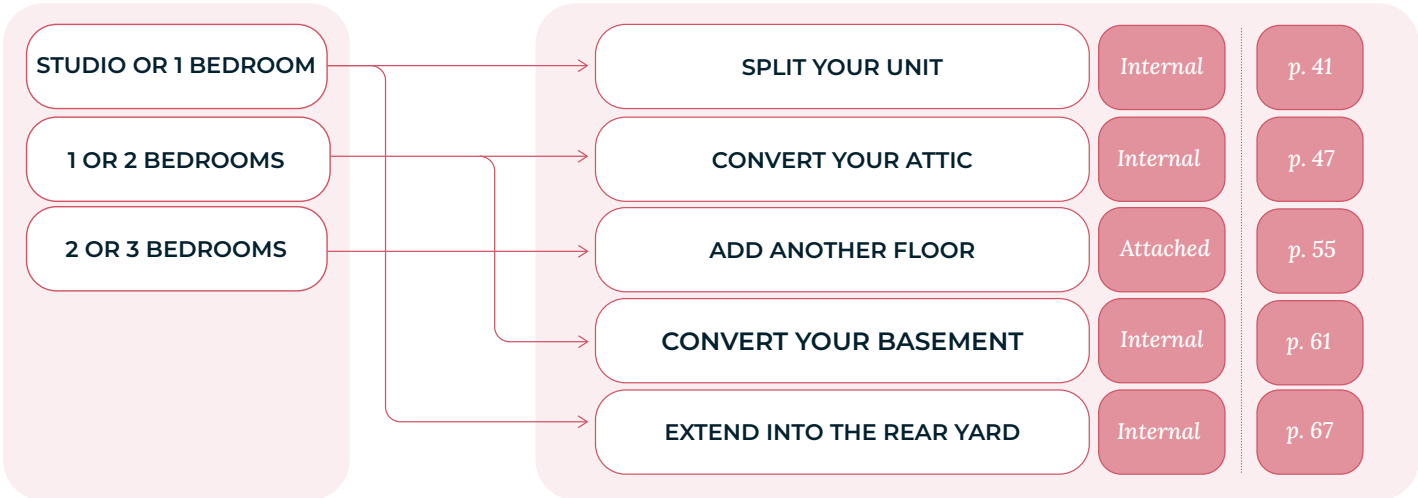 STUDIO OR 1 BEDROOM
1 OR 2 BEDROOMS
2 OR 3 BEDROOMS
SPLIT YOUR UNIT Internal p. 41
CONVERT YOUR ATTIC Internal p. 47
ADD ANOTHER FLOOR Attached p. 55
CONVERT YOUR BASEMENT Internal p. 61
EXTEND INTO THE REAR YARD Internal p. 67